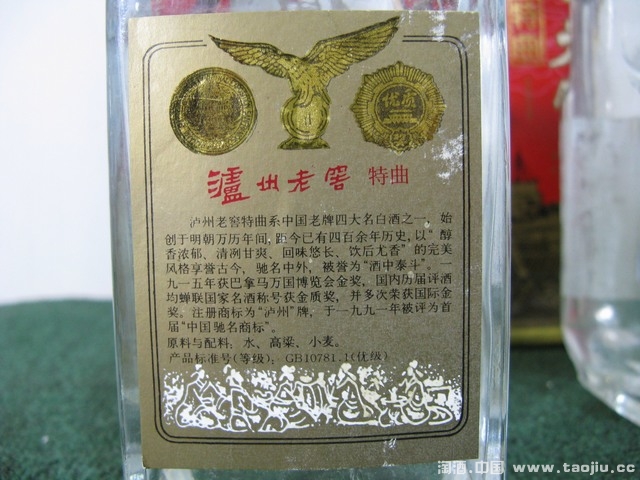 优质
泸州老窖 特曲
泸州老窖特曲系中国老牌四大名白酒之一，始
创于明朝万历年间，距今已有四百余年历史，以“醇
香浓郁、清冽甘爽、回味悠长、饮后尤香”的完美
风格享誉古今，驰名中外，被誉为“酒中泰斗”。一
九一五年获巴拿马万国博览会金奖，国内历届评酒
均蝉联国家名酒称号获金质奖，并多次荣获国际金
奖。注册商标为“泸州”牌，于一九九一年被评为首
届“中国驰名商标”。
原料与配料：水、高粱、小麦。
产品标准号(等级)：GB10781.1(优级)
淘酒.中国 www.taojiu.cc